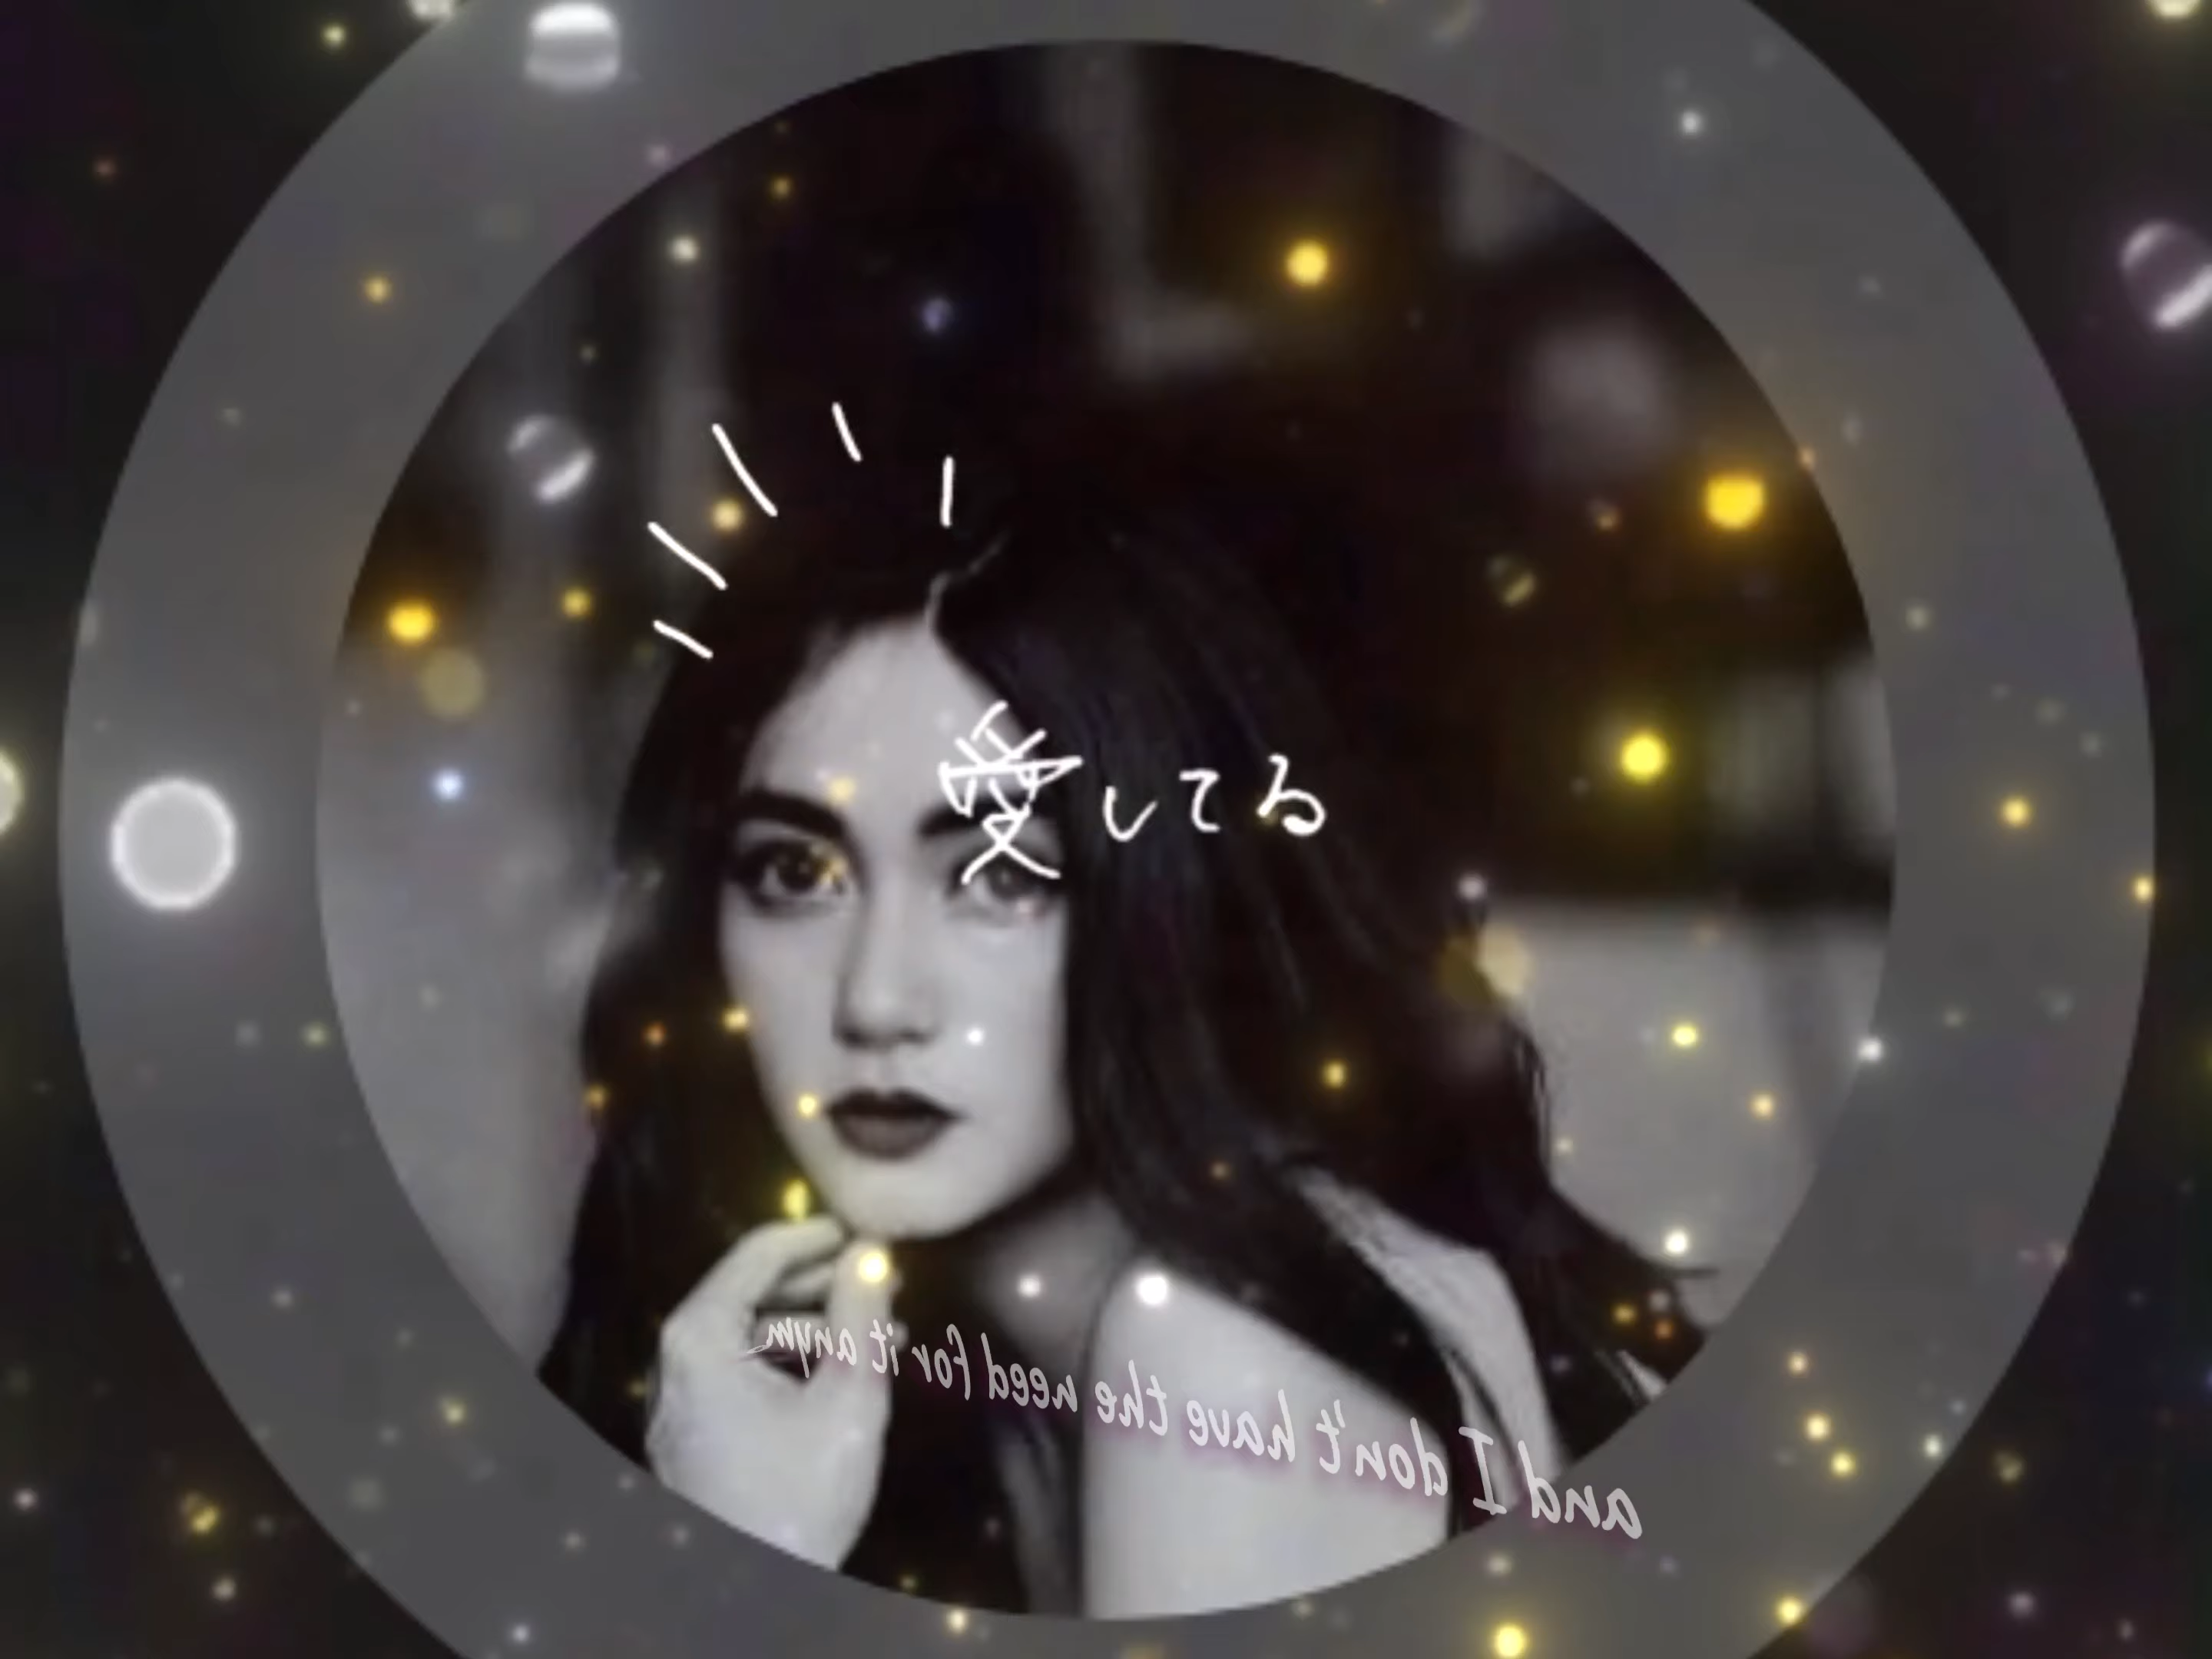 愛してる
and I don't have the need for it anym